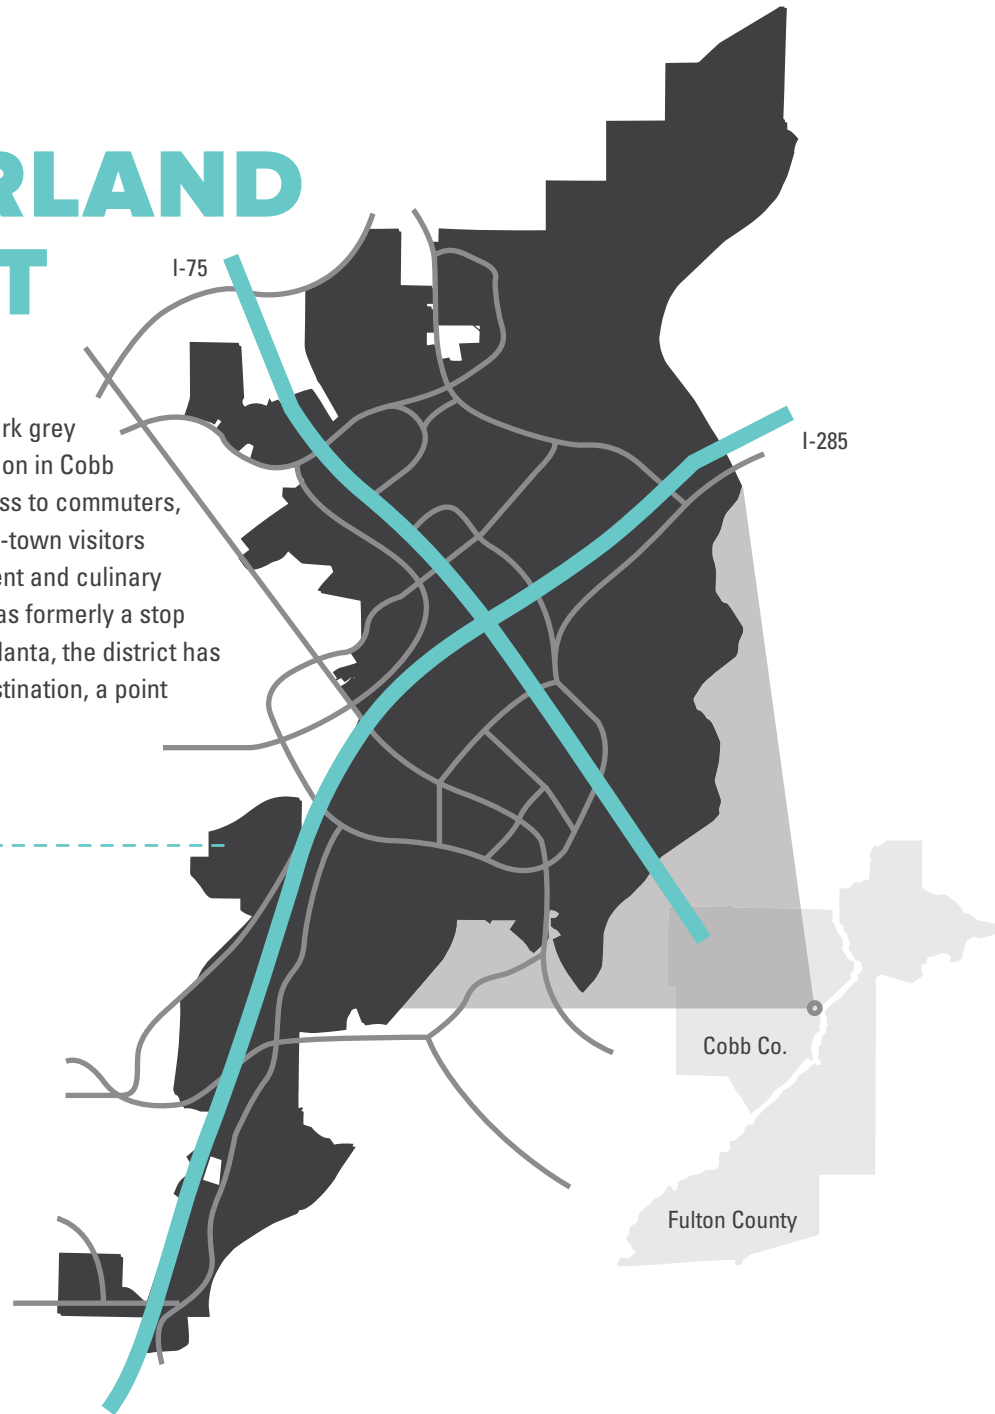 RLAND
T
I-75
rk grey
on in Cobb
ss to commuters,
-town visitors
ent and culinary
as formerly a stop
lanta, the district has
stination, a point
I-285
Cobb Co.
Fulton County